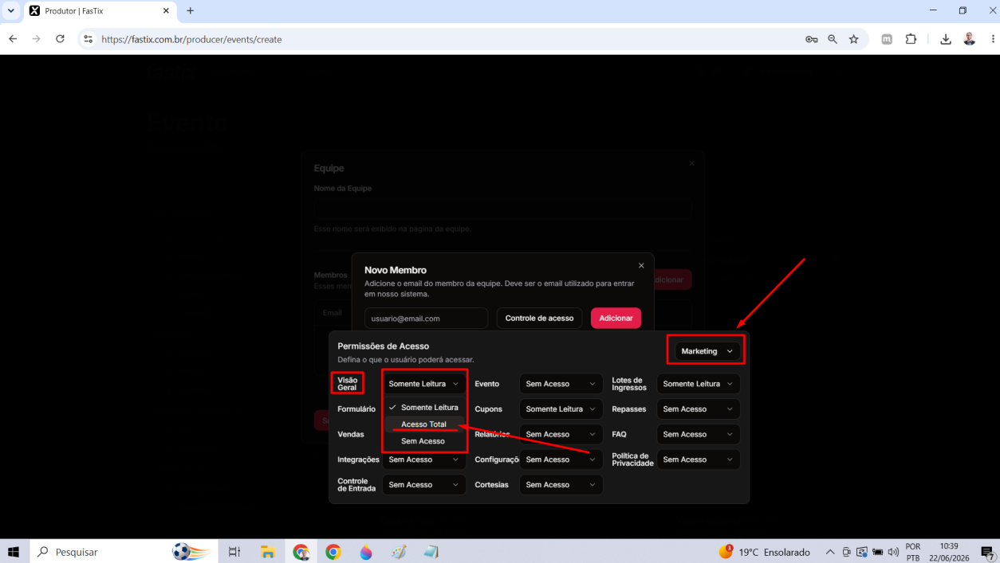 Produtor | FasTix
https://fastix.com.br/producer/events/create
fastix
Evento
Equipe
Nome da Equipe
Esse nome será exibido na página da equipe.
Membros
Esses mem
Adicionar
Email
Novo Membro
Adicione o email do membro da equipe. Deve ser o email utilizado para entrar
em nosso sistema.
usuario@email.com
Controle de acesso
Adicionar
Permissões de Acesso
Defina o que o usuário poderá acessar.
Marketing
Visão
Geral
Somente Leitura
Evento
Sem Acesso
Lotes de
Ingressos
Somente Leitura
Formulário
Somente Leitura
Acesso Total
Sem Acesso
Cupons
Somente Leitura
Repasses
Sem Acesso
Vendas
Relatórios
Sem Acesso
FAQ
Sem Acesso
Integrações
Sem Acesso
Configuraçõ
Sem Acesso
Política de
Privacidade
Sem Acesso
Controle
de Entrada
Sem Acesso
Cortesias
Sem Acesso
Pesquisar
3
19°C Ensolarado
POR
PTB
10:39
22/06/2026
7